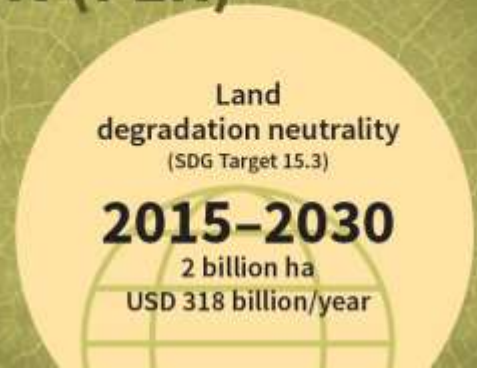 Land
degradation neutrality
(SDG Target 15.3)
2015–2030
2 billion ha
USD 318 billion/year